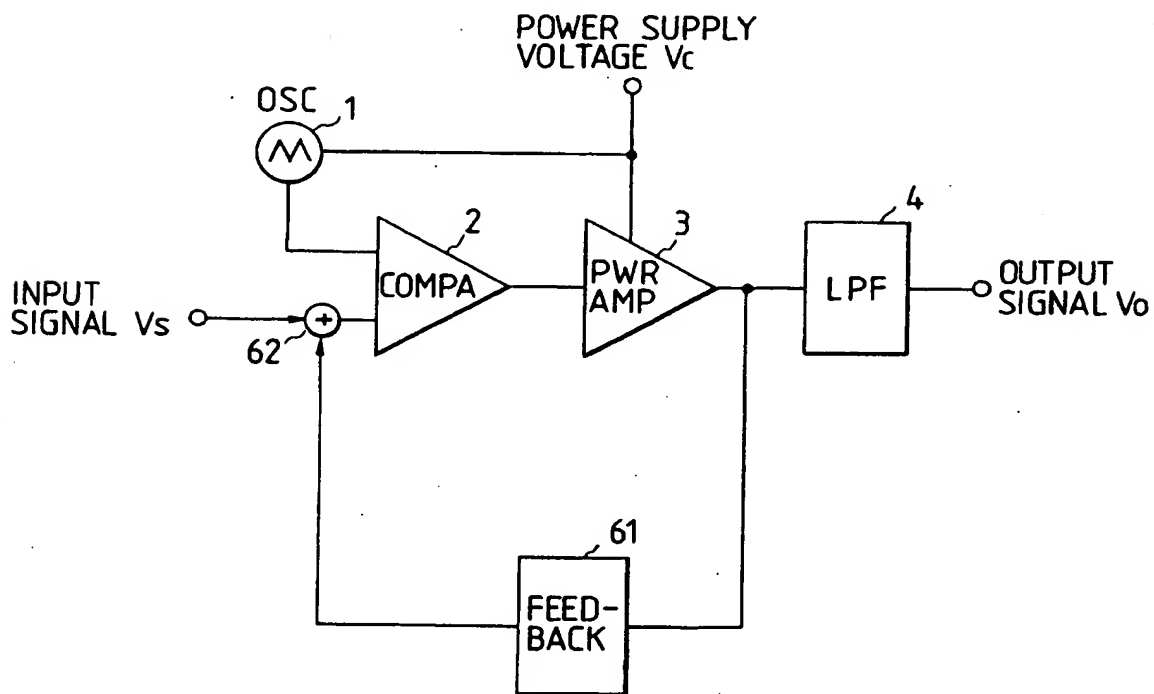 POWER SUPPLY
VOLTAGE Vc
OSC
1
2
3
4
COMPA
PWR
AMP
LPF
INPUT
SIGNAL Vs
62
+
OUTPUT
SIGNAL Vo
61
FEED-
BACK